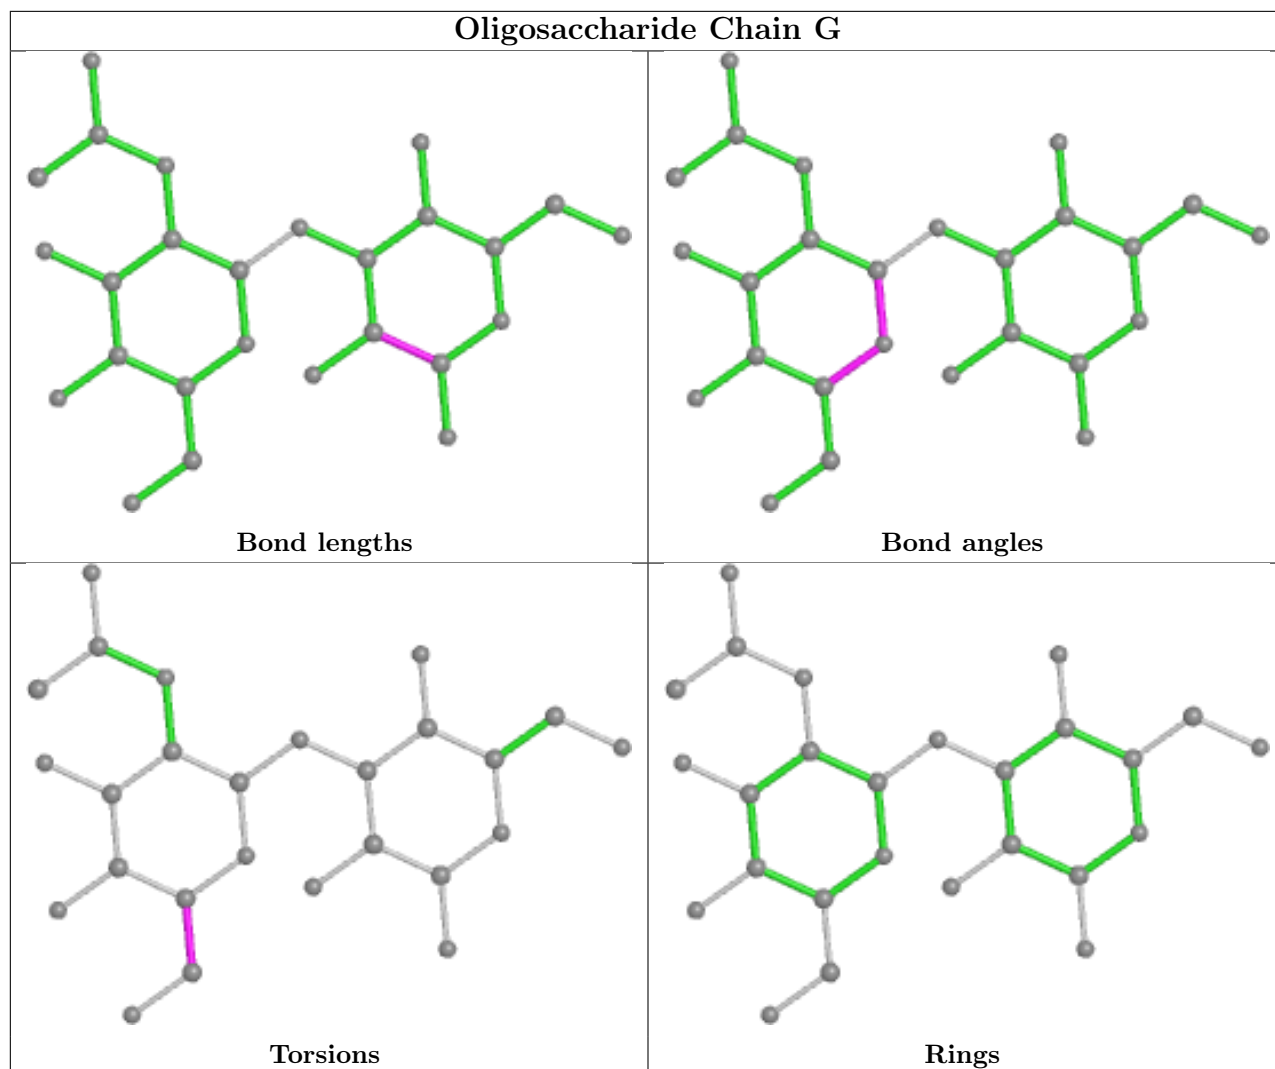 Oligosaccharide Chain G
Bond lengths
Bond angles
Torsions
Rings